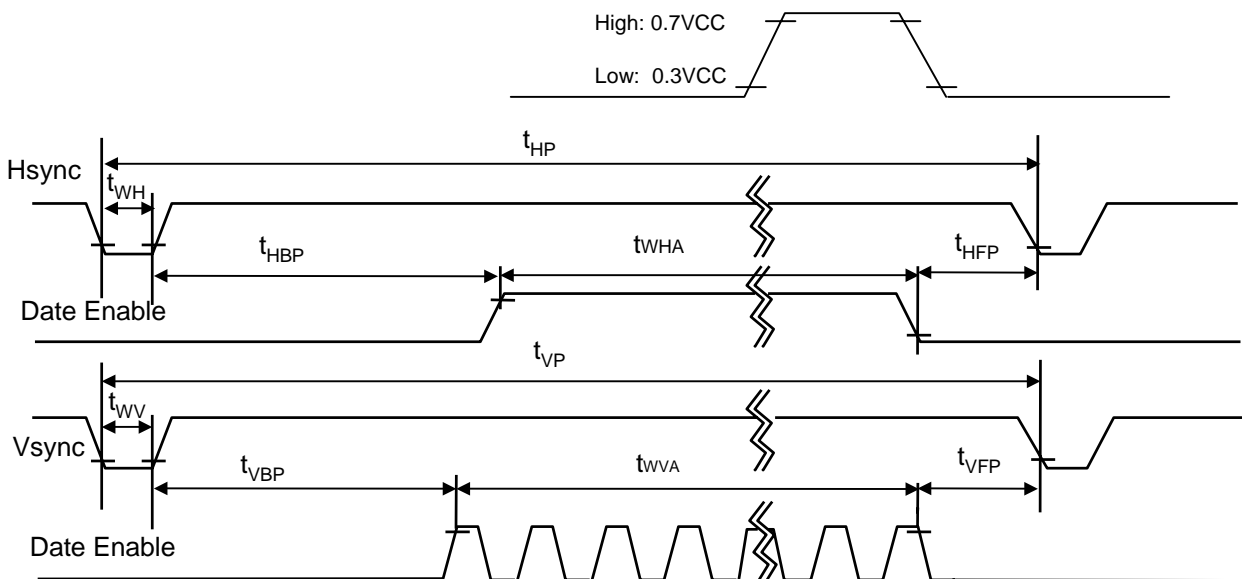 High: 0.7VCC
Low: 0.3VCC
tHP
Hsync
tWH
tHBP
tWHA
tHFP
Date Enable
tVP
tWV
Vsync
tVBP
tWVA
tVFP
Date Enable